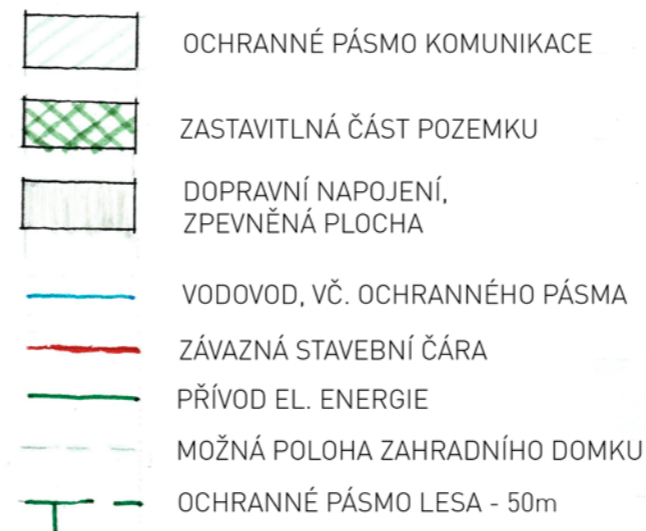 OCHRANNÉ PÁSMO KOMUNIKACE
ZASTAVITLNÁ ČÁST POZEMKU
DOPRAVNÍ NAPOJENÍ,
ZPEVNĚNÁ PLOCHA
VODOVOD, VČ. OCHRANNÉHO PÁSMA
ZÁVAZNÁ STAVEBNÍ ČÁRA
PŘÍVOD EL. ENERGIE
MOŽNÁ POLOHA ZAHRADNÍHO DOMKU
OCHRANNÉ PÁSMO LESA - 50m